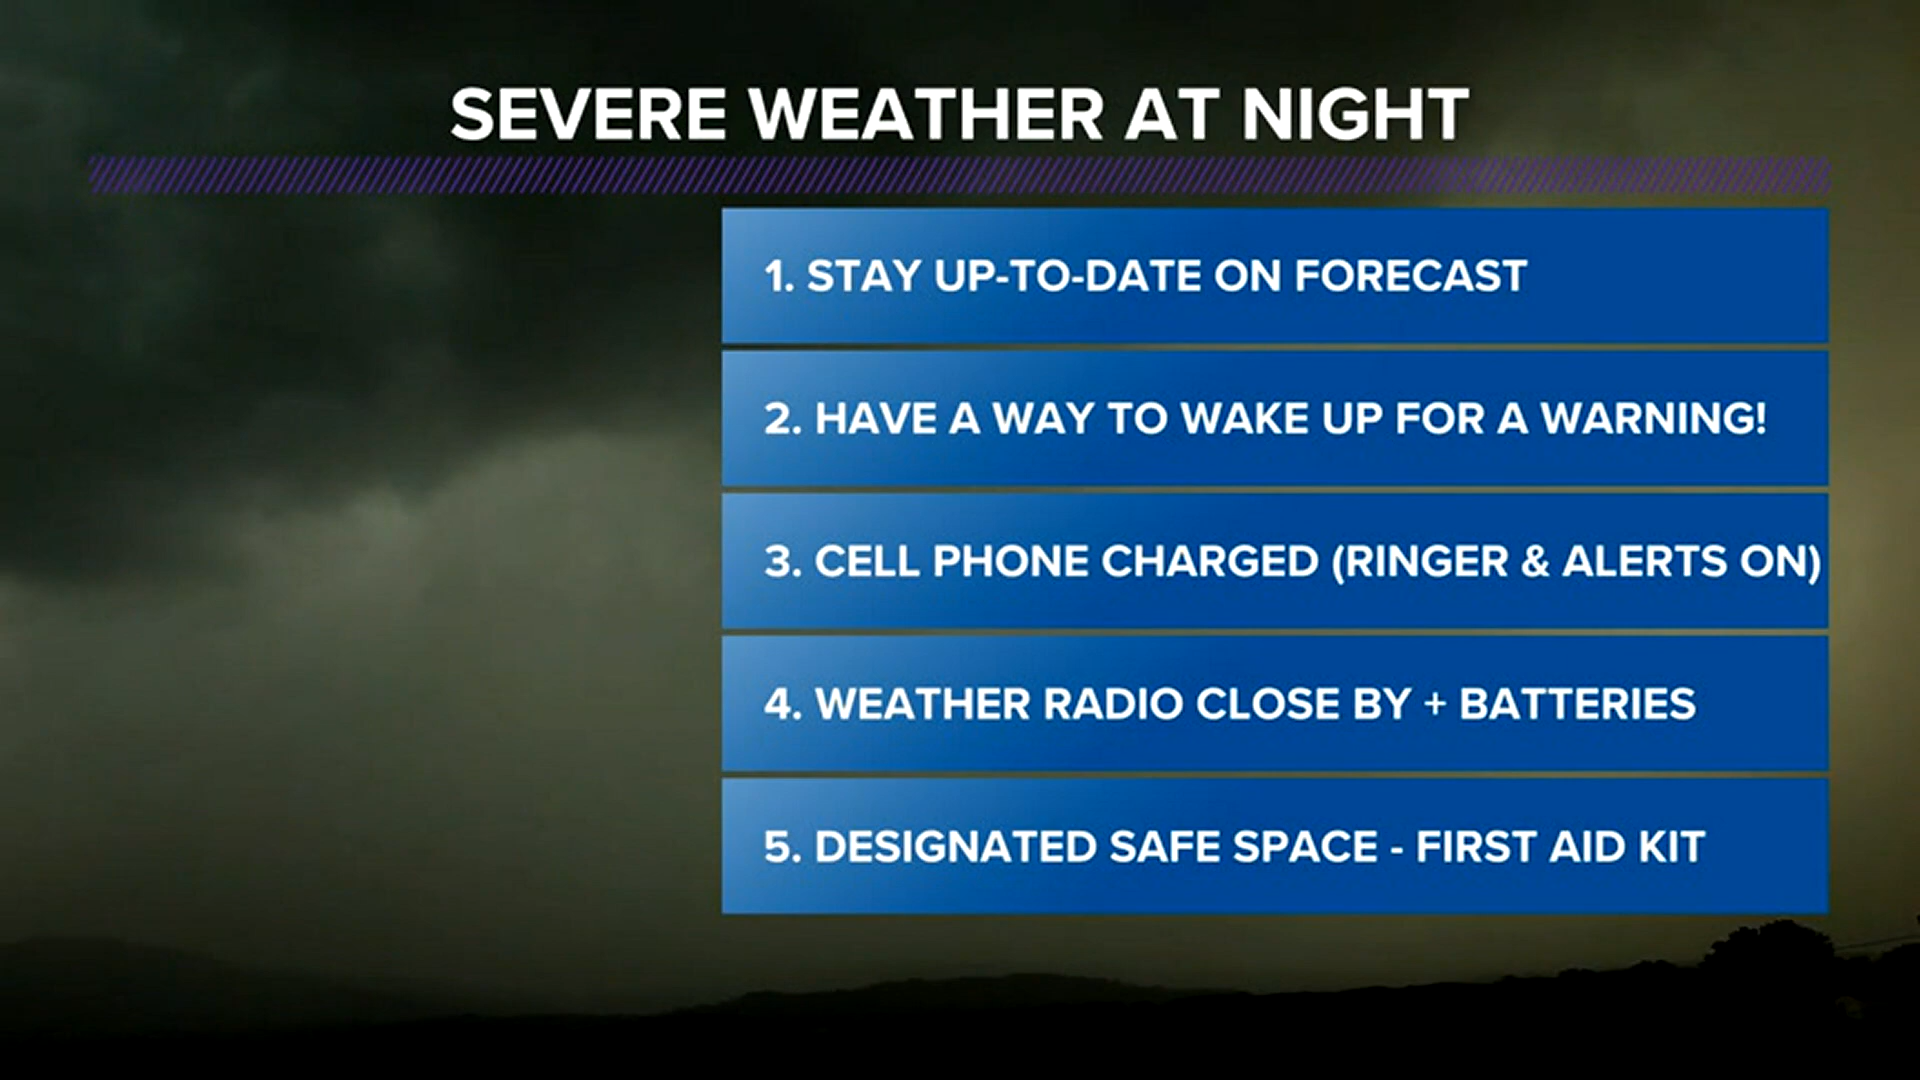 SEVERE WEATHER AT NIGHT
1. STAY UP-TO-DATE ON FORECAST
2. HAVE A WAY TO WAKE UP FOR A WARNING!
3. CELL PHONE CHARGED (RINGER & ALERTS ON)
4. WEATHER RADIO CLOSE BY + BATTERIES
5. DESIGNATED SAFE SPACE - FIRST AID KIT